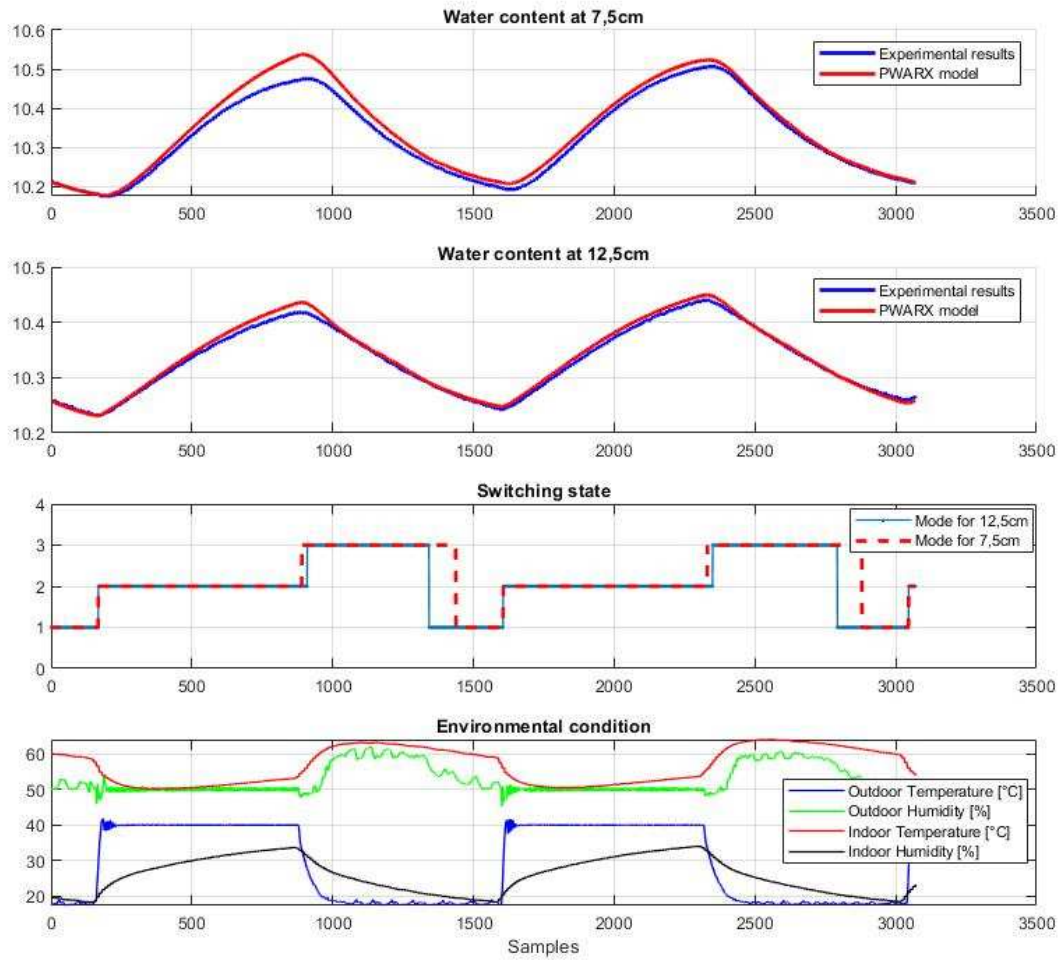 Water content at 7,5cm
10.6
10.5
10.4
10.3
10.2
Experimental results
PWARX model
0 500 1000 1500 2000 2500 3000 3500
Water content at 12,5cm
10.5
10.4
10.3
10.2
Experimental results
PWARX model
0 500 1000 1500 2000 2500 3000 3500
Switching state
4
3
2
1
0
Mode for 12,5cm
Mode for 7,5cm
0 500 1000 1500 2000 2500 3000 3500
Environmental condition
60
50
40
30
20
Outdoor Temperature [°C]
Outdoor Humidity [%]
Indoor Temperature [°C]
Indoor Humidity [%]
0 500 1000 1500 2000 2500 3000 3500
Samples